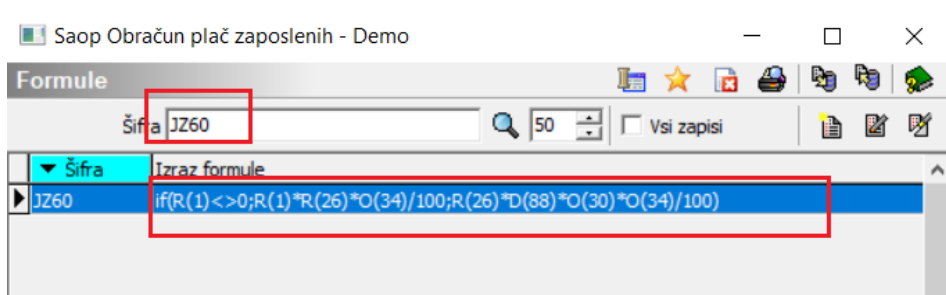 Saop Obračun plač zaposlenih - Demo
Formule
Šifra JZ60 50 Vsi zapisi
Šifra Izraz formule
JZ60 if(R(1)<>0;R(1)*R(26)*O(34)/100;R(26)*D(88)*O(30)*O(34)/100)